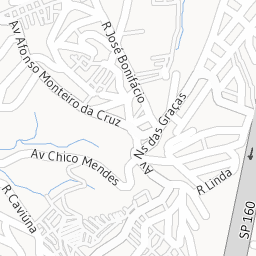 Av Afonso Monteiro da Cruz
R José Bonifácio
Av Ns das Graças
Av Chico Mendes
R Linda
R Caviúna
SP 160